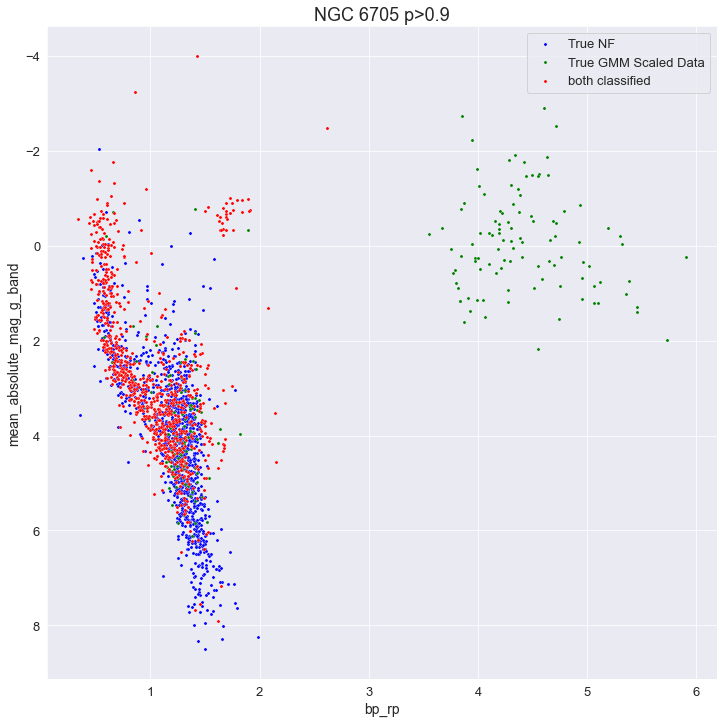 NGC 6705 p>0.9
True NF
True GMM Scaled Data
both classified
mean_absolute_mag_g_band
−4
−2
0
2
4
6
8
1 2 3 4 5 6
bp_rp